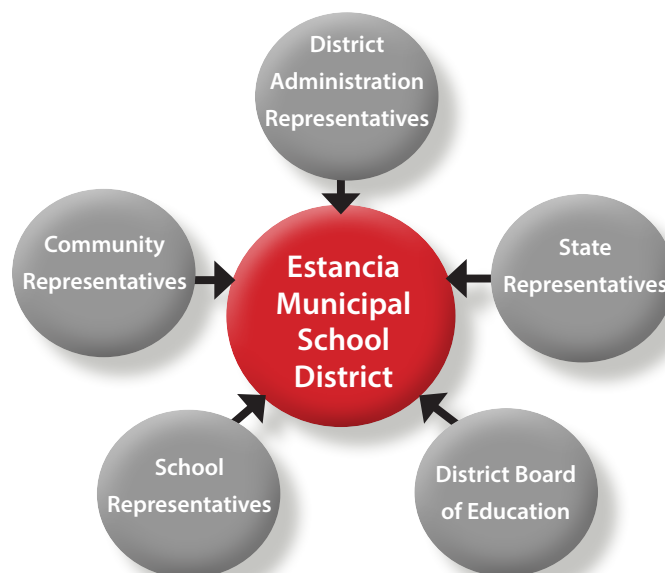 District
Administration
Representatives
Community
Representatives
State
Representatives
Estancia
Municipal
School
District
School
Representatives
District Board
of Education